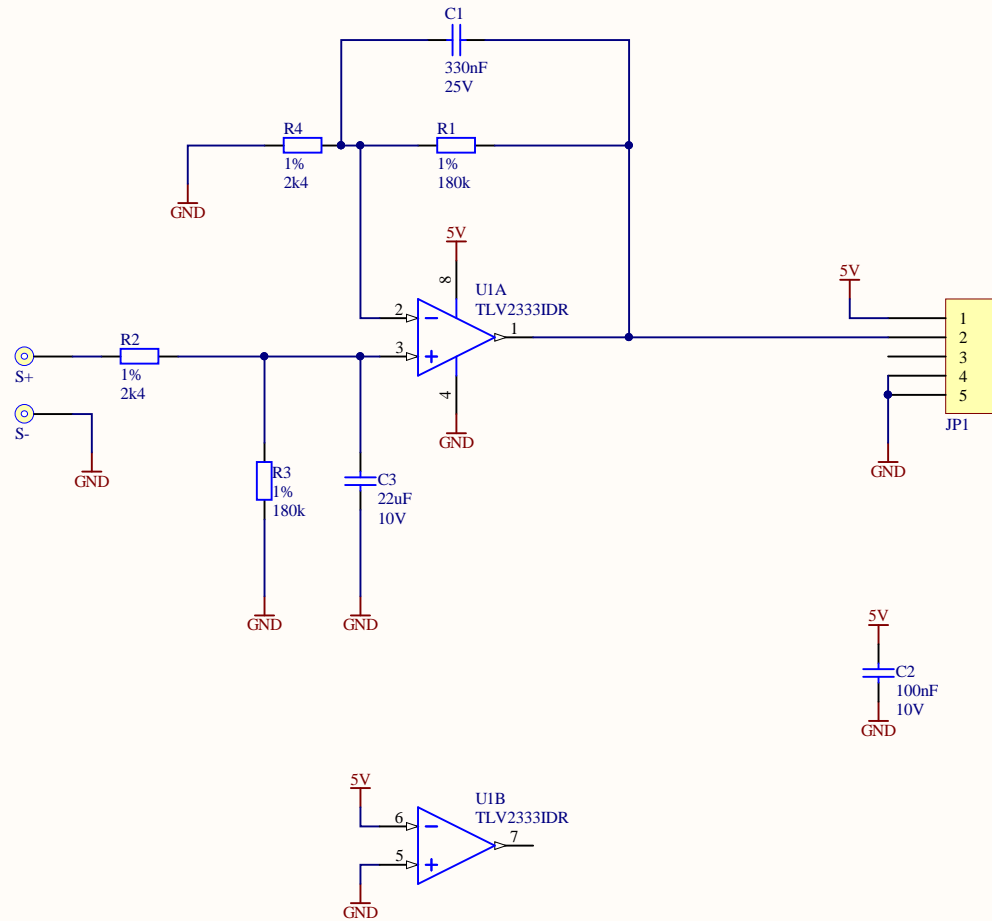 C1
330nF
25V
R4
1%
2k4
R1
1%
180k
GND
5V
8
U1A
TLV2333IDR
2
1
3
4
GND
5V
1
2
3
4
5
JP1
GND
S+
R2
1%
2k4
S-
GND
R3
1%
180k
C3
22uF
10V
GND
GND
5V
C2
100nF
10V
GND
5V
U1B
TLV2333IDR
6
7
5
GND